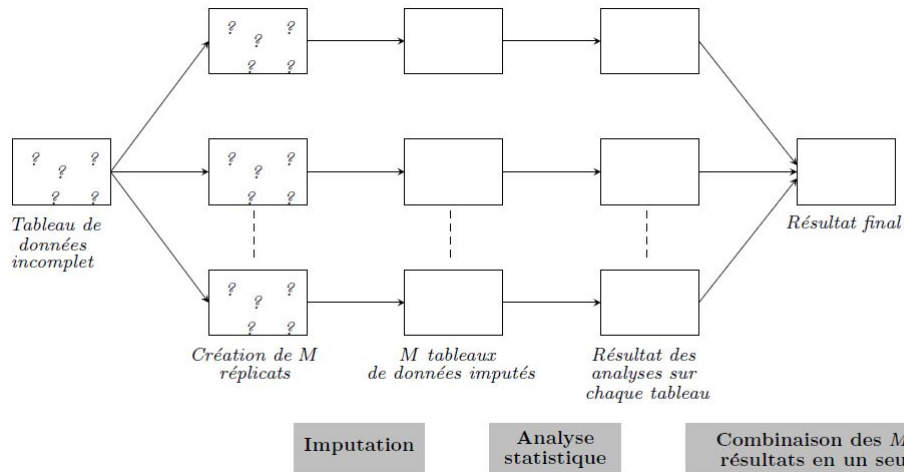 ? ?
?
? ?
? ?
?
? ?
? ?
?
? ?
Tableau de
données
incomplet
Résultat final
? ?
?
? ?
Création de M
réplicats
M tableaux
de données imputés
Résultat des
analyses sur
chaque tableau
Imputation
Analyse
statistique
Combinaison des M
résultats en un seu